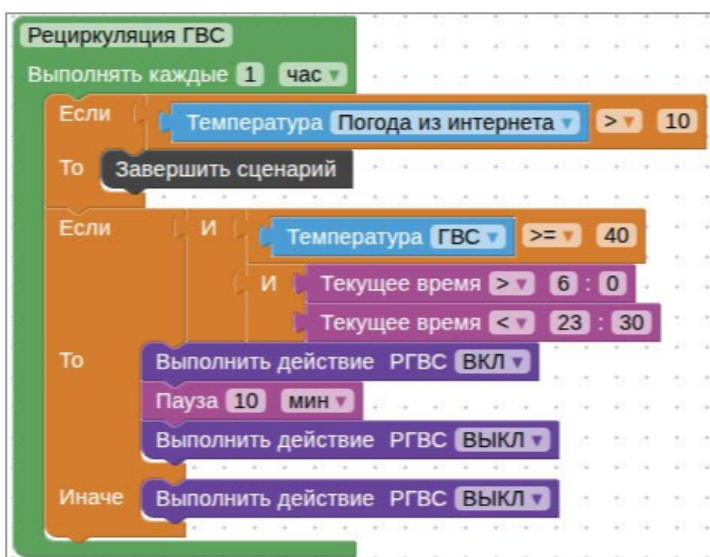 Рециркуляция ГВС
Выполнять каждые 1 час
Если Температура Погода из интернета > 10
То Завершить сценарий
Если И Температура ГВС >= 40
И Текущее время > 6 : 0
Текущее время < 23 : 30
То Выполнить действие РГВС ВКЛ
Пауза 10 мин
Выполнить действие РГВС ВЫКЛ
Иначе Выполнить действие РГВС ВЫКЛ